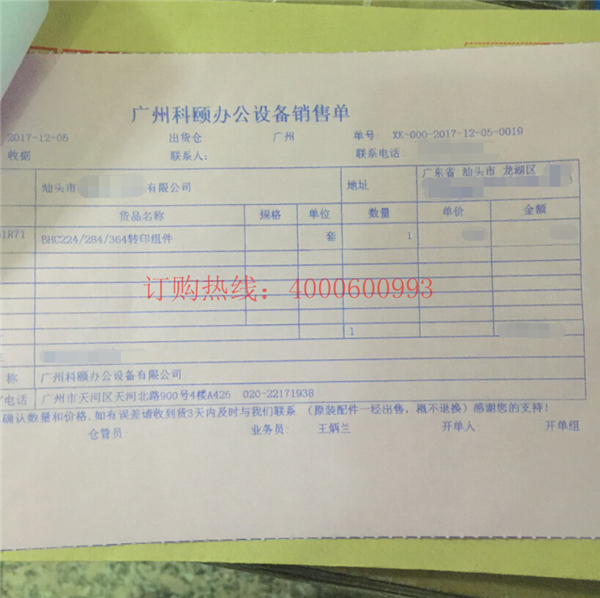 广州科颐办公设备销售单
2017-12-05 出货仓 广州 单号 XK-000-2017-12-05-0019
收据 联系人: 联系电话
汕头市 有限公司 地址 广东省 汕头市 龙湖区
货品名称 规格 单位 数量 单价 金额
1R71 BHC224/284/364转印组件 套 1
订购热线：4000600993
1
称 广州科颐办公设备有限公司
/电话 广州市天河区天河北路900号4楼A426 020-22171938
确认数量和价格,如有误差请收到货3天内及时与我们联系 (原装配件一经出售，概不退换)感谢您的支持!
仓管员 业务员: 王炳兰 开单人: 开单组